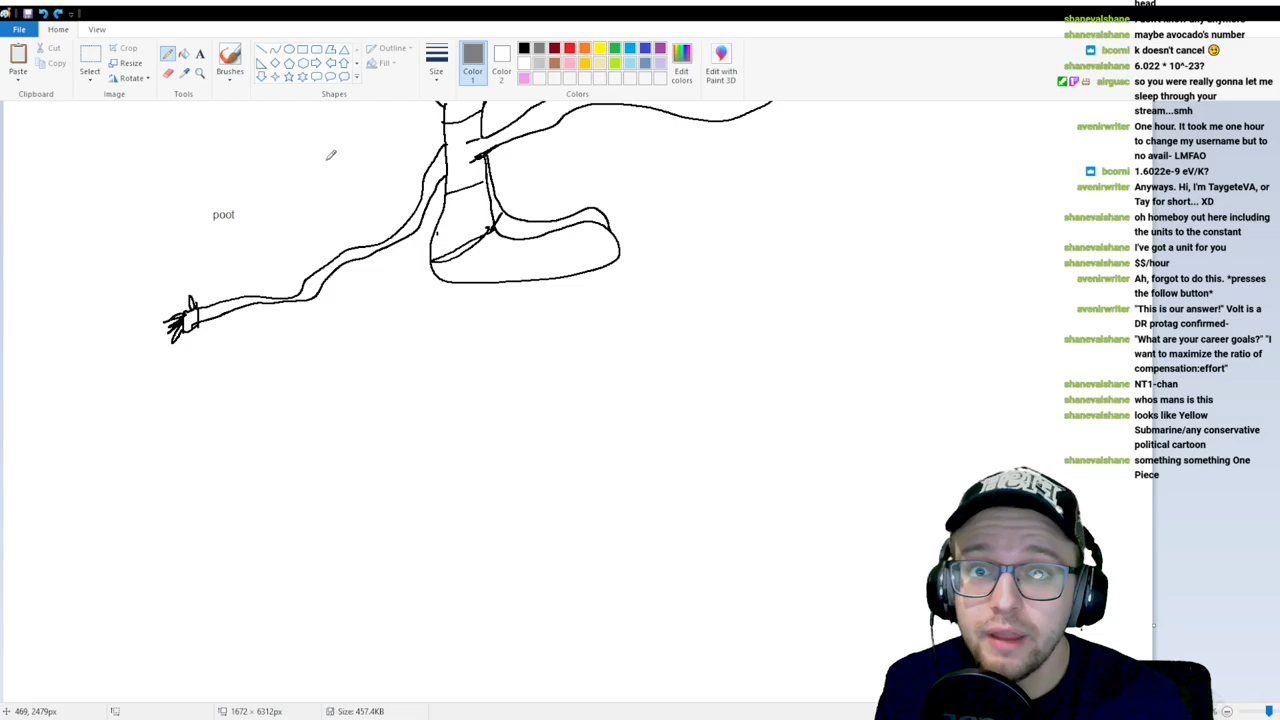 File
Home
View
Paste
Cut
Copy
Clipboard
Select
Crop
Resize
Rotate
Image
Tools
Brushes
Shapes
Outline
Fill
Size
Color 1
Color 2
Edit colors
Colors
Edit with Paint 3D
poot
head
shanevalshane
maybe avocado's number
bcorni k doesn't cancel
shanevalshane 6.022 * 10^-23?
airguac so you were really gonna let me
sleep through your
stream...smh
avenirwriter One hour. It took me one hour
to change my username but to
no avail- LMFAO
bcorni 1.6022e-9 eV/K?
avenirwriter Anyways. Hi, I'm TaygeteVA, or
Tay for short... XD
shanevalshane oh homeboy out here including
the units to the constant
shanevalshane I've got a unit for you
shanevalshane $$/hour
avenirwriter Ah, forgot to do this. *presses
the follow button*
avenirwriter "This is our answer!" Volt is a
DR protag confirmed-
shanevalshane "What are your career goals?" "I
want to maximize the ratio of
compensation:effort"
shanevalshane NT1-chan
shanevalshane whos mans is this
shanevalshane looks like Yellow
Submarine/any conservative
political cartoon
shanevalshane something something One
Piece
469, 2479px
1672 × 6312px
Size: 457.4KB